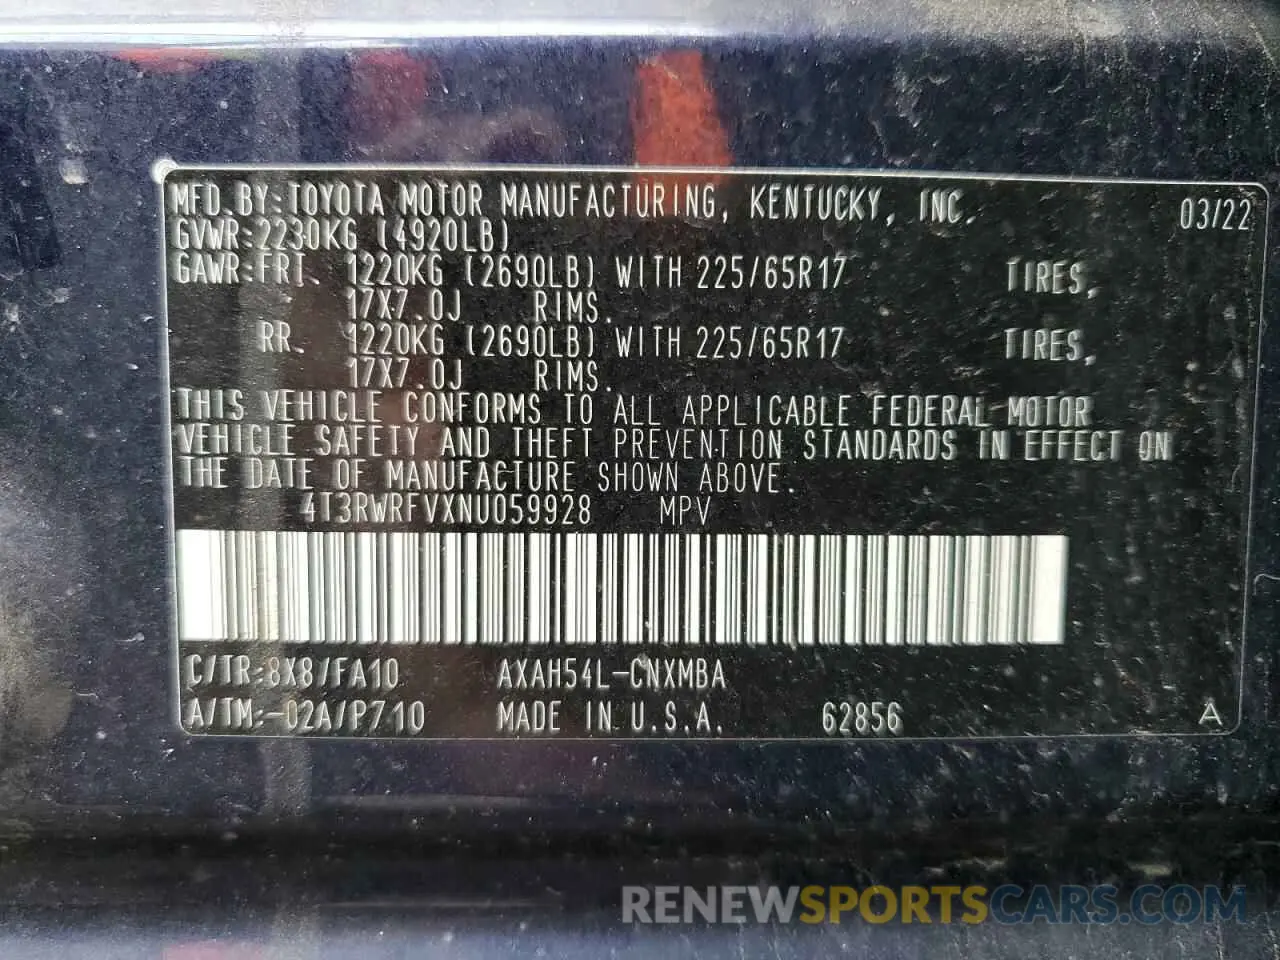 MFD.BY:TOYOTA MOTOR MANUFACTURING, KENTUCKY, INC. 03/22
GVWR:2230KG (4920LB)
GAWR:FRT. 1220KG (2690LB) WITH 225/65R17 TIRES,
17X7.0J RIMS.
RR. 1220KG (2690LB) WITH 225/65R17 TIRES,
17X7.0J RIMS.
THIS VEHICLE CONFORMS TO ALL APPLICABLE FEDERAL MOTOR
VEHICLE SAFETY AND THEFT PREVENTION STANDARDS IN EFFECT ON
THE DATE OF MANUFACTURE SHOWN ABOVE.
4T3RWRFVXNU059928 MPV
C/TR:8X8/FA10 AXAH54L-CNXMBA
A/TM:-02A/P710 MADE IN U.S.A. 62856 A
RENEWSPORTSCARS.COM